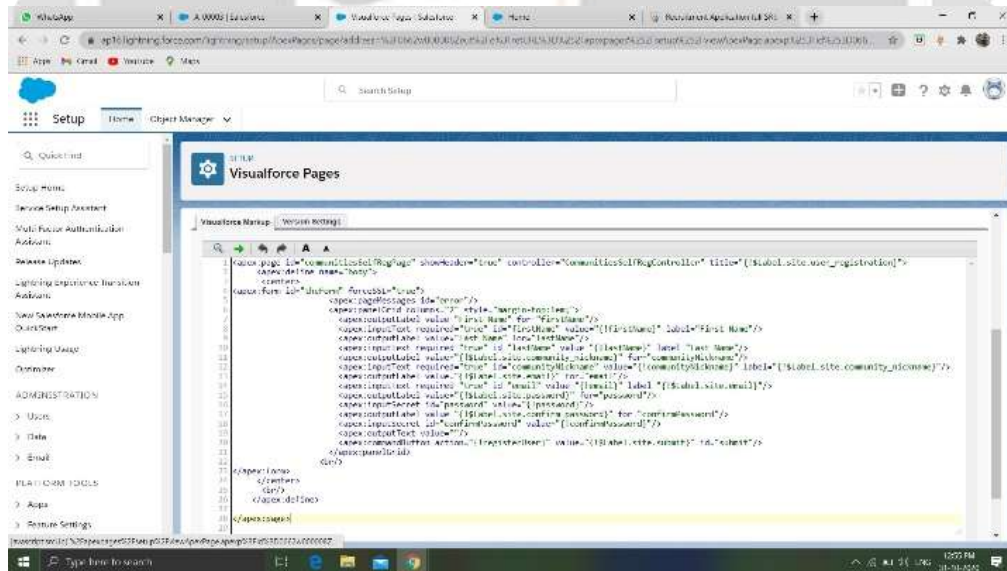 WhatsApp
A 00003 | Salesforce
Visualforce Pages | Salesforce
Home
Recruitment Application full SRS
Apps
Gmail
YouTube
Maps
Search Setup
Setup
Home
Object Manager
Quick Find
Setup Home
Service Setup Assistant
Multi-Factor Authentication
Assistant
Release Updates
Lightning Experience Transition
Assistant
New Salesforce Mobile App
QuickStart
Lightning Usage
Optimizer
ADMINISTRATION
Users
Data
Email
PLATFORM TOOLS
Apps
Feature Settings
SETUP
Visualforce Pages
Visualforce Markup
Version Settings
<apex:page id="communitiesSelfRegPage" showHeader="true" controller="CommunitiesSelfRegController" title="{!$Label.site.user_registration}">
<apex:define name="body">
<center>
<apex:form id="theForm" forceSSL="true">
<apex:pageMessages id="error"/>
<apex:panelGrid columns="2" style="margin-top:1em;">
<apex:outputLabel value="First Name" for="firstName"/>
<apex:inputText required="true" id="firstName" value="{!firstName}" label="First Name"/>
<apex:outputLabel value="Last Name" for="lastName"/>
<apex:inputText required="true" id="lastName" value="{!lastName}" label="Last Name"/>
<apex:outputLabel value="{!$Label.site.community_nickname}" for="communityNickname"/>
<apex:inputText required="true" id="communityNickname" value="{!communityNickname}" label="{!$Label.site.community_nickname}"/>
<apex:outputLabel value="{!$Label.site.email}" for="email"/>
<apex:inputText required="true" id="email" value="{!email}" label="{!$Label.site.email}"/>
<apex:outputLabel value="{!$Label.site.password}" for="password"/>
<apex:inputSecret id="password" value="{!password}"/>
<apex:outputLabel value="{!$Label.site.confirm_password}" for="confirmPassword"/>
<apex:inputSecret id="confirmPassword" value="{!confirmPassword}"/>
<apex:outputText value=""/>
<apex:commandButton action="{!registerUser}" value="{!$Label.site.submit}" id="submit"/>
</apex:panelGrid>
<br/>
</apex:form>
</center>
<br/>
</apex:define>
</apex:page>
Type here to search
ENG
12:55 PM